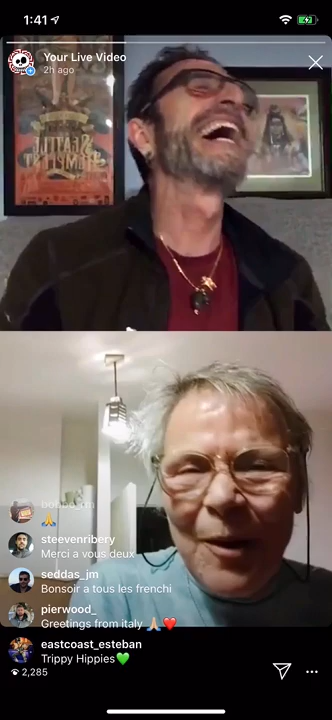 1:41
Your Live Video
2h ago
steevenribery
Merci a vous deux
seddas_jm
Bonsoir a tous les frenchi
pierwood_
Greetings from italy 🙏❤️
eastcoast_esteban
Trippy Hippies💚
2,285